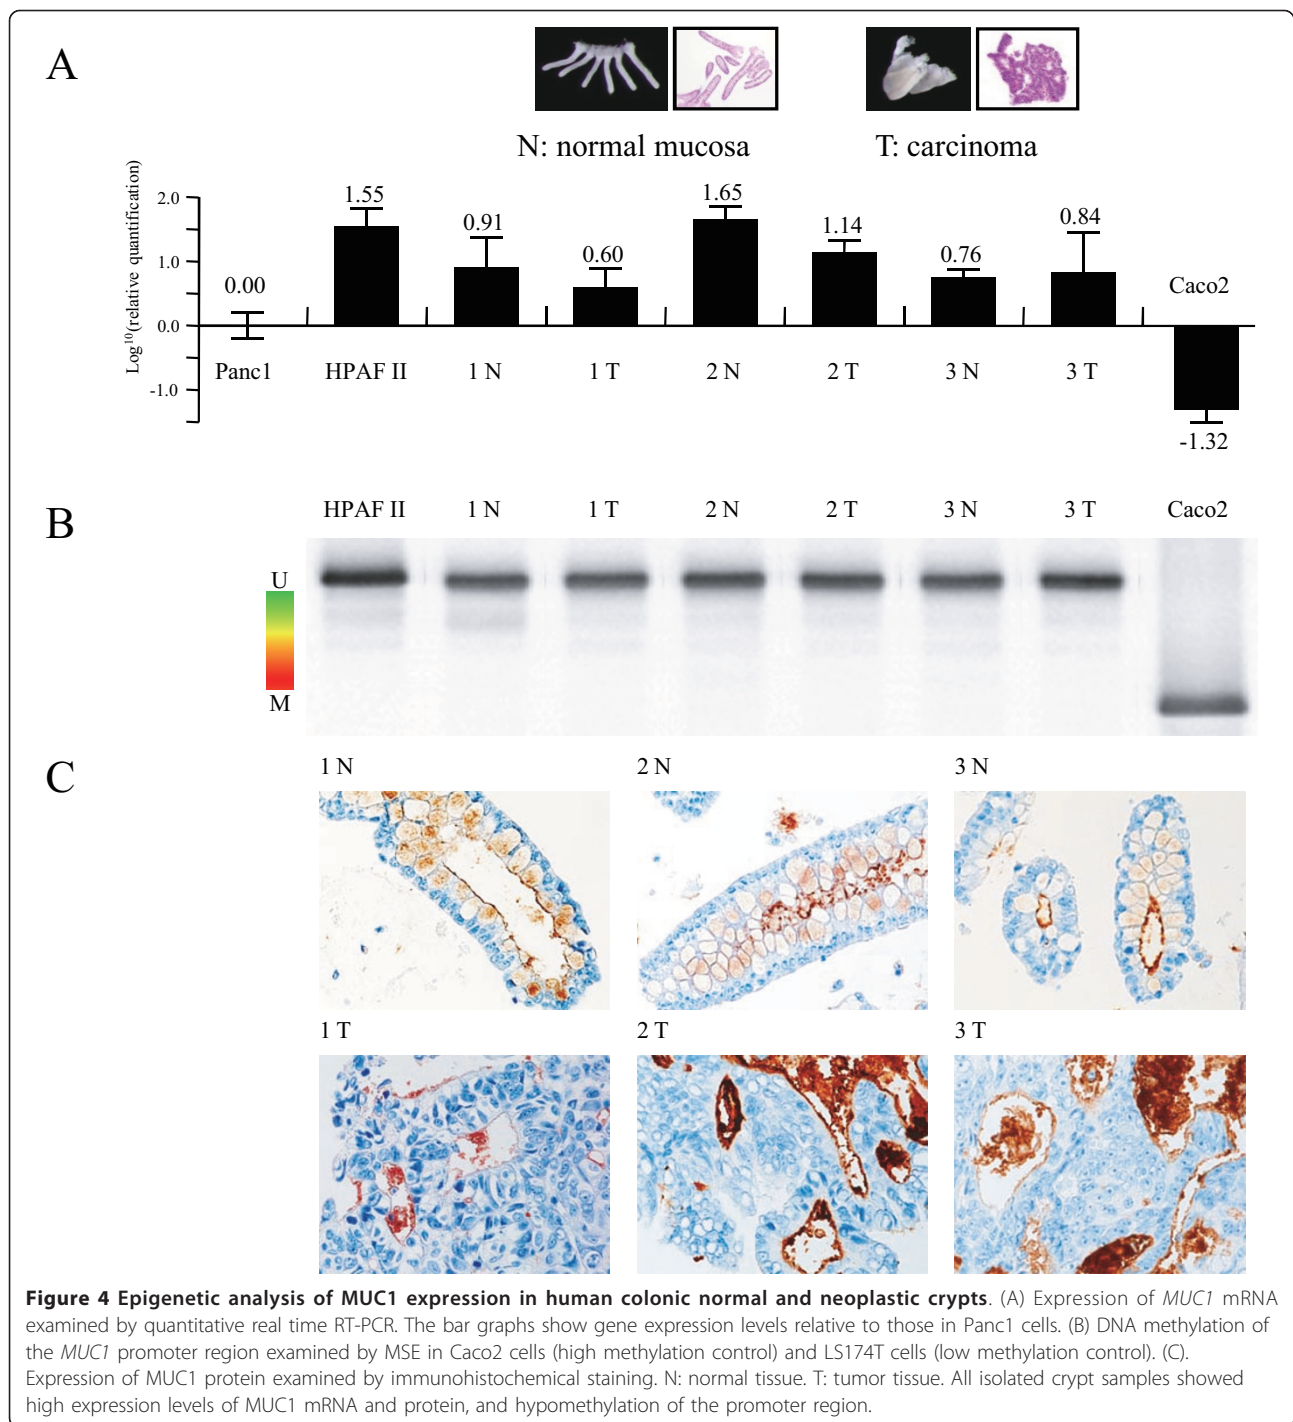 A
N: normal mucosa
T: carcinoma
Log¹⁰(relative quantification)
2.0
1.0
0.0
-1.0
0.00
1.55
0.91
0.60
1.65
1.14
0.76
0.84
-1.32
Panc1
HPAF II
1 N
1 T
2 N
2 T
3 N
3 T
Caco2
B
HPAF II
1 N
1 T
2 N
2 T
3 N
3 T
Caco2
U
M
C
1 N
2 N
3 N
1 T
2 T
3 T
Figure 4 Epigenetic analysis of MUC1 expression in human colonic normal and neoplastic crypts. (A) Expression of MUC1 mRNA
examined by quantitative real time RT-PCR. The bar graphs show gene expression levels relative to those in Panc1 cells. (B) DNA methylation of
the MUC1 promoter region examined by MSE in Caco2 cells (high methylation control) and LS174T cells (low methylation control). (C).
Expression of MUC1 protein examined by immunohistochemical staining. N: normal tissue. T: tumor tissue. All isolated crypt samples showed
high expression levels of MUC1 mRNA and protein, and hypomethylation of the promoter region.